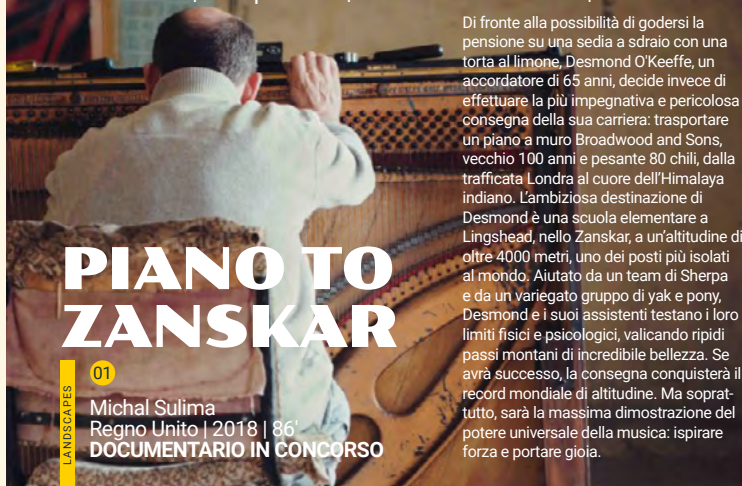 Di fronte alla possibilità di godersi la
pensione su una sedia a sdraio con una
torta al limone, Desmond O'Keeffe, un
accordatore di 65 anni, decide invece di
effettuare la più impegnativa e pericolosa
consegna della sua carriera: trasportare
un piano a muro Broadwood and Sons,
vecchio 100 anni e pesante 80 chili, dalla
trafficata Londra al cuore dell'Himalaya
indiano. L'ambiziosa destinazione di
Desmond è una scuola elementare a
Lingshead, nello Zanskar, a un'altitudine di
oltre 4000 metri, uno dei posti più isolati
al mondo. Aiutato da un team di Sherpa
e da un variegato gruppo di yak e pony,
Desmond e i suoi assistenti testano i loro
limiti fisici e psicologici, valicando ripidi
passi montani di incredibile bellezza. Se
avrà successo, la consegna conquisterà il
record mondiale di altitudine. Ma soprat-
tutto, sarà la massima dimostrazione del
potere universale della musica: ispirare
forza e portare gioia.
PIANO TO
ZANSKAR
01
LANDSCAPES
Michal Sulima
Regno Unito | 2018 | 86'
DOCUMENTARIO IN CONCORSO